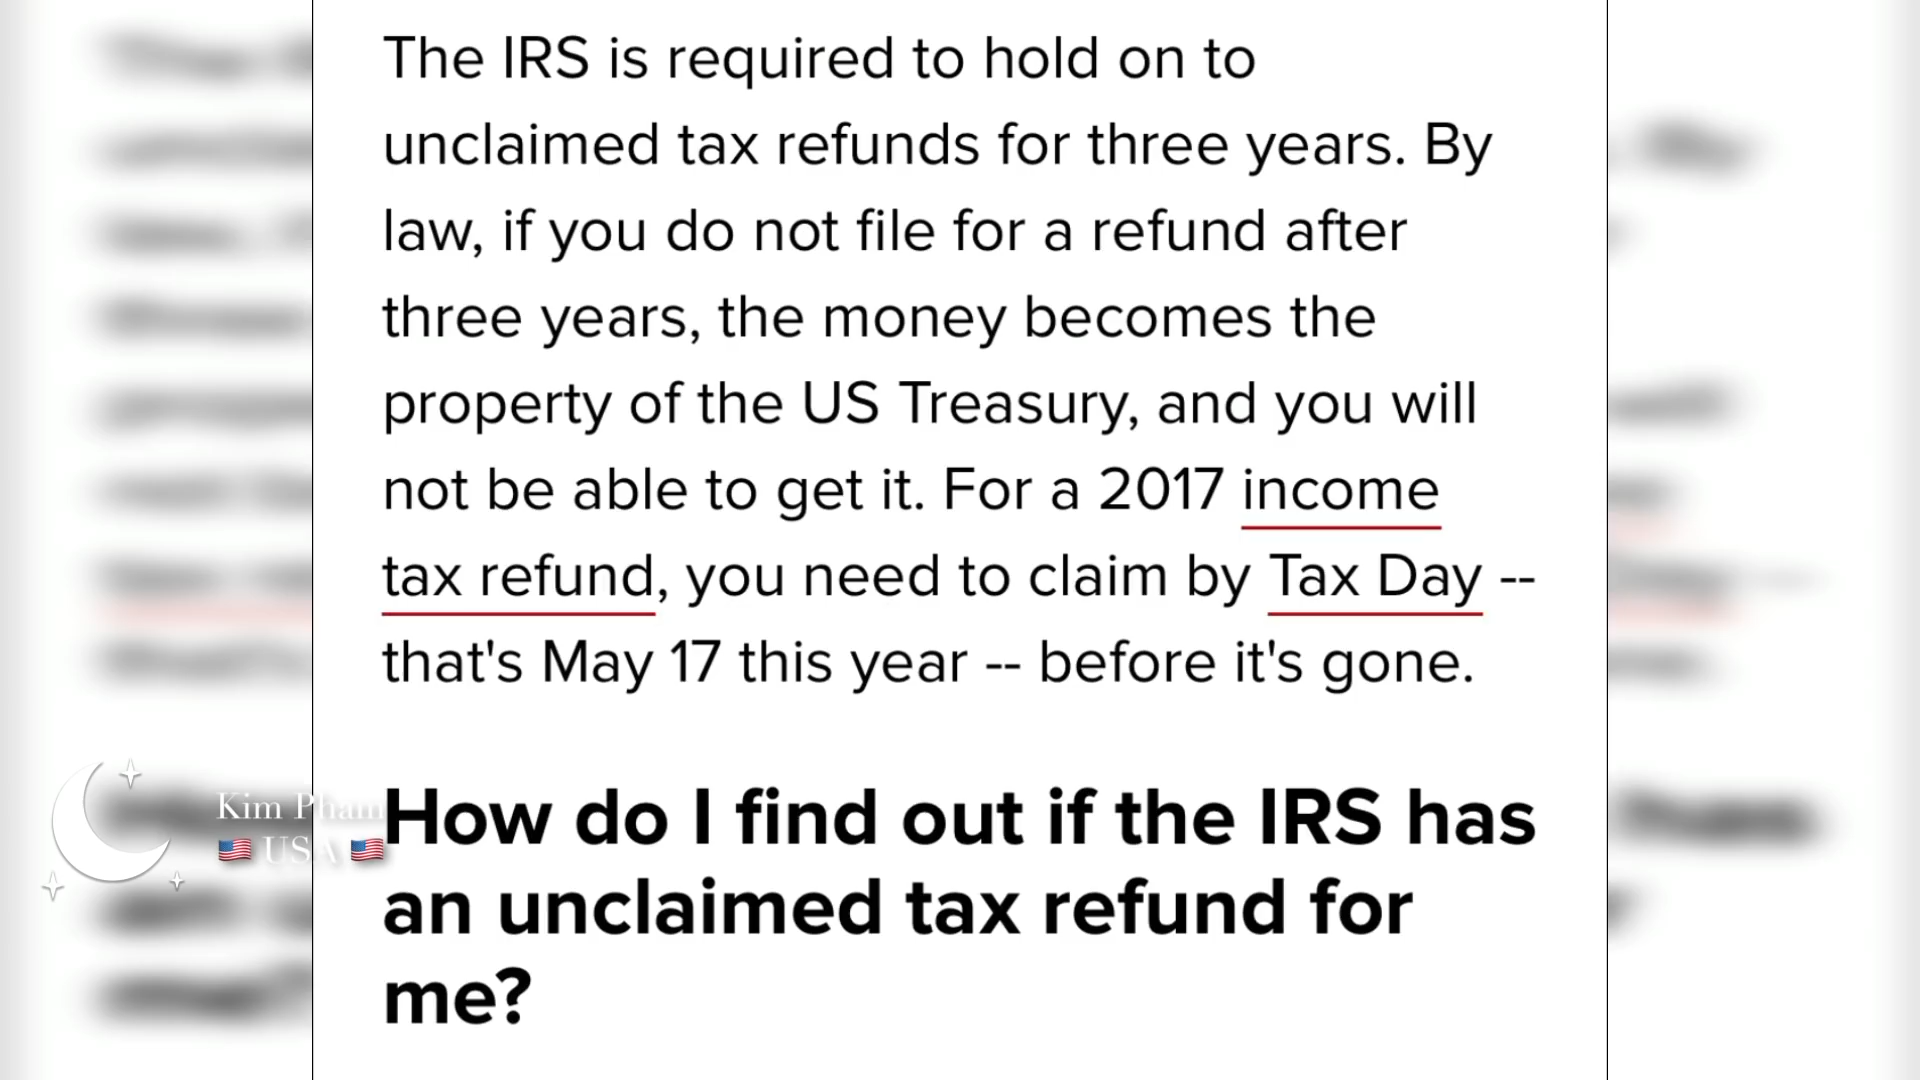 The IRS is required to hold on to
unclaimed tax refunds for three years. By
law, if you do not file for a refund after
three years, the money becomes the
property of the US Treasury, and you will
not be able to get it. For a 2017 income
tax refund, you need to claim by Tax Day --
that's May 17 this year -- before it's gone.
Kim Pham
USA
How do I find out if the IRS has
an unclaimed tax refund for
me?